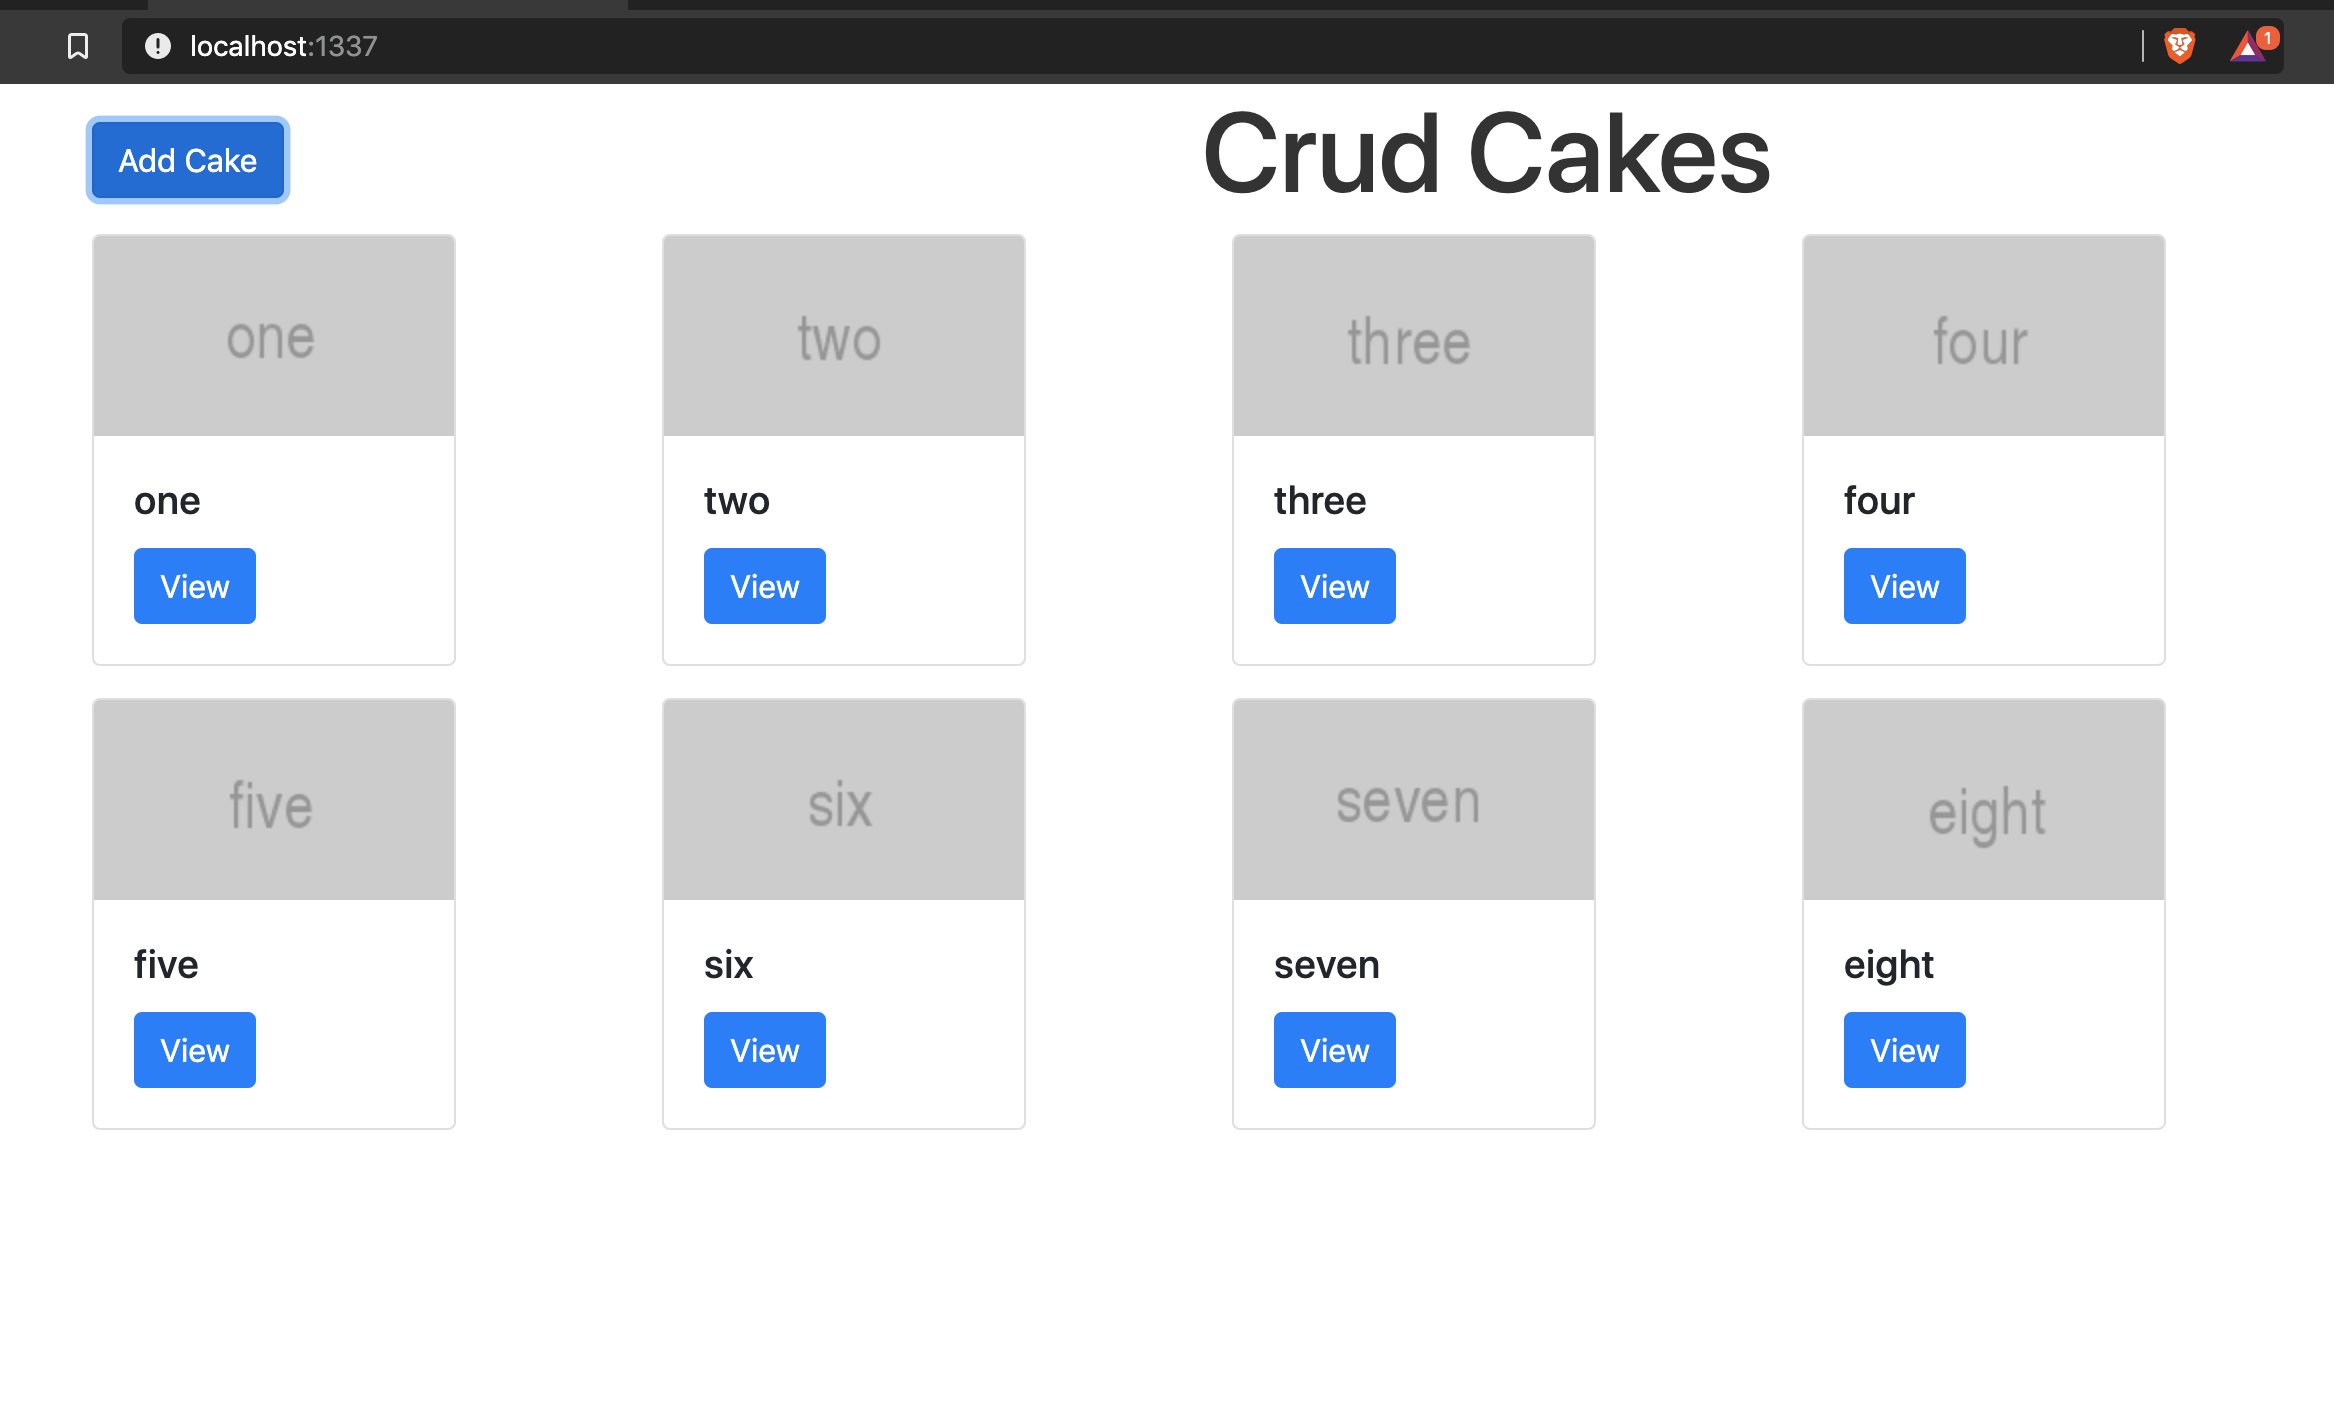 localhost:1337
1
Add Cake
Crud Cakes
one
two
three
four
one
two
three
four
View
View
View
View
five
six
seven
eight
five
six
seven
eight
View
View
View
View